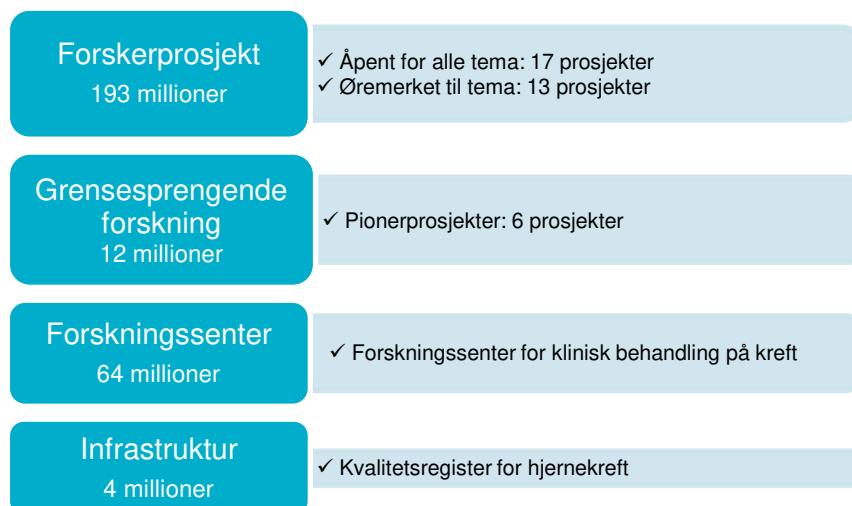 Forskerprosjekt
193 millioner
✓ Åpent for alle tema: 17 prosjekter
✓ Øremerket til tema: 13 prosjekter
Grensesprengende
forskning
12 millioner
✓ Pionerprosjekter: 6 prosjekter
Forskningssenter
64 millioner
✓ Forskningssenter for klinisk behandling på kreft
Infrastruktur
4 millioner
✓ Kvalitetsregister for hjernekreft